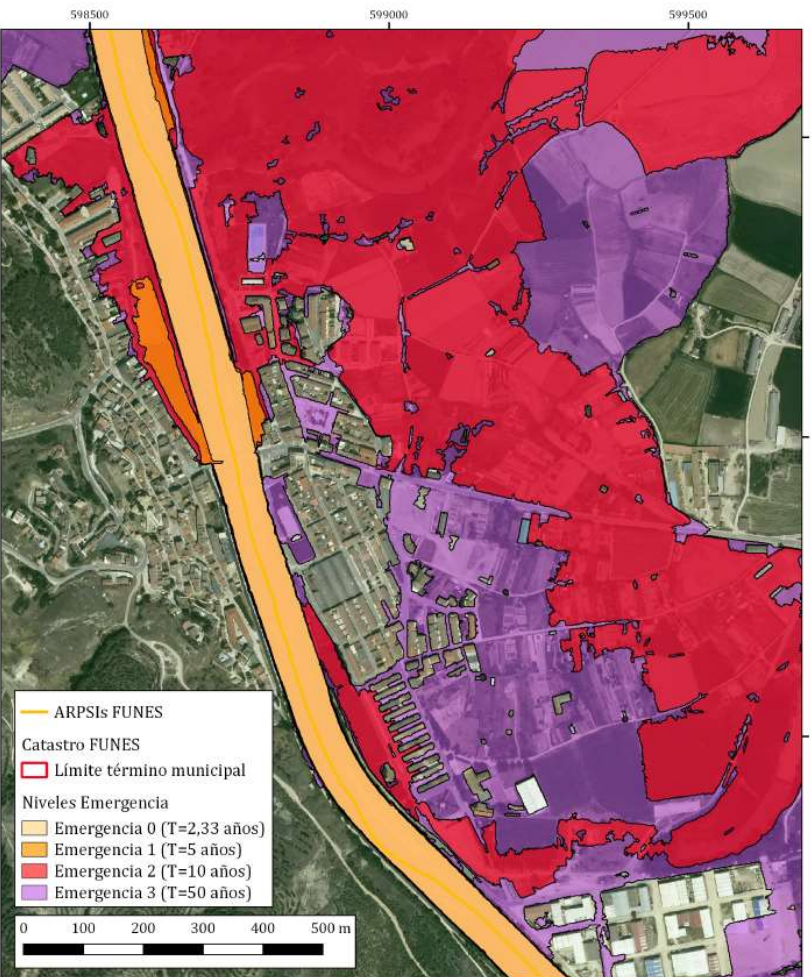 598500
599000
599500
ARPSIs FUNES
Catastro FUNES
Límite término municipal
Niveles Emergencia
Emergencia 0 (T=2,33 años)
Emergencia 1 (T=5 años)
Emergencia 2 (T=10 años)
Emergencia 3 (T=50 años)
0 100 200 300 400 500 m